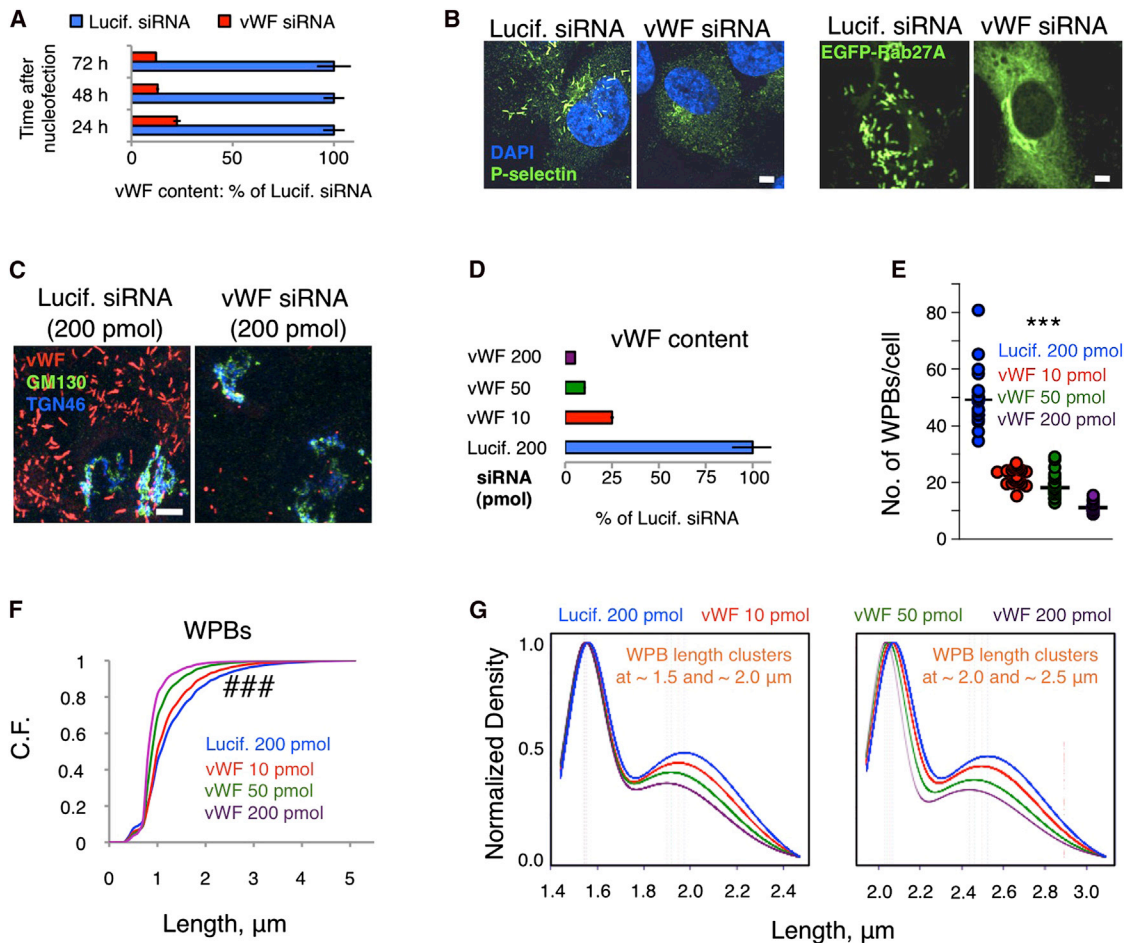 A
Lucif. siRNA
vWF siRNA
Time after
nucleofection
72 h
48 h
24 h
0
50
100
vWF content: % of Lucif. siRNA
B
Lucif. siRNA
vWF siRNA
DAPI
P-selectin
Lucif. siRNA
vWF siRNA
EGFP-Rab27A
C
Lucif. siRNA
(200 pmol)
vWF siRNA
(200 pmol)
vWF
GM130
TGN46
D
vWF content
vWF 200
vWF 50
vWF 10
Lucif. 200
siRNA
(pmol)
0
25
50
75
100
% of Lucif. siRNA
E
No. of WPBs/cell
80
60
40
20
0
***
Lucif. 200 pmol
vWF 10 pmol
vWF 50 pmol
vWF 200 pmol
F
WPBs
C.F.
1
0.8
0.6
0.4
0.2
0
###
Lucif. 200 pmol
vWF 10 pmol
vWF 50 pmol
vWF 200 pmol
0
1
2
3
4
5
Length, μm
G
Lucif. 200 pmol
vWF 10 pmol
vWF 50 pmol
vWF 200 pmol
Normalized Density
1.0
0.5
0.0
WPB length clusters
at ~ 1.5 and ~ 2.0 μm
1.4
1.6
1.8
2.0
2.2
2.4
WPB length clusters
at ~ 2.0 and ~ 2.5 μm
2.0
2.2
2.4
2.6
2.8
3.0
Length, μm